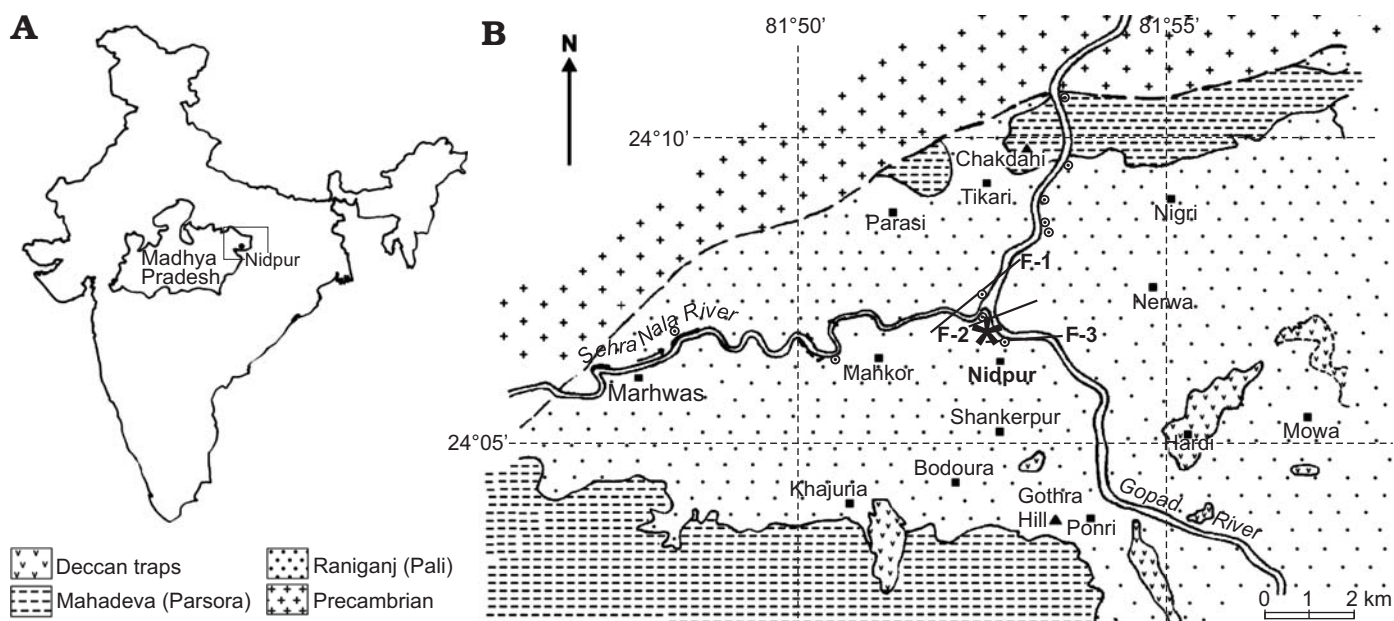 A
Madhya
Pradesh
Nidpur
Deccan traps
Mahadeva (Parsora)
Raniganj (Pali)
Precambrian
B
N
81°50’
81°55’
24°10’
Chakdahi
Tikari
Parasi
Nigri
F-1
Nerwa
Sehra Nala River
F-2
F-3
Mahkor
Nidpur
Marhwas
Shankerpur
24°05’
Hardi
Mowa
Bodoura
Khajuria
Gothra
Hill
Ponri
Gopad River
0 1 2 km